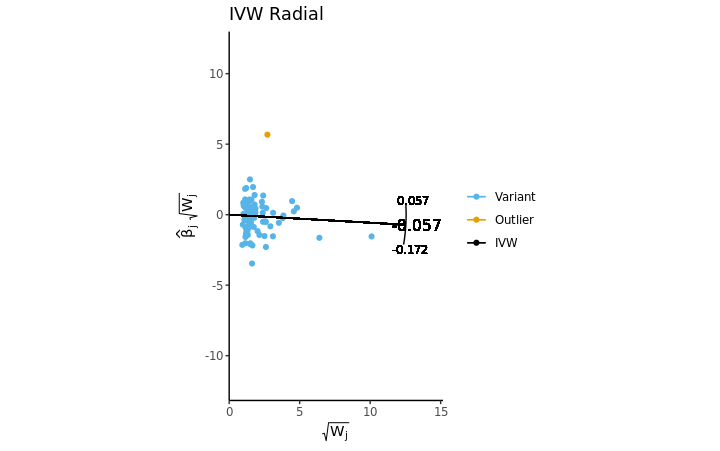 IVW Radial
10
5
0
-5
-10
β̂j √Wj
0.057
-0.057
-0.172
0 5 10 15
√Wj
Variant
Outlier
IVW